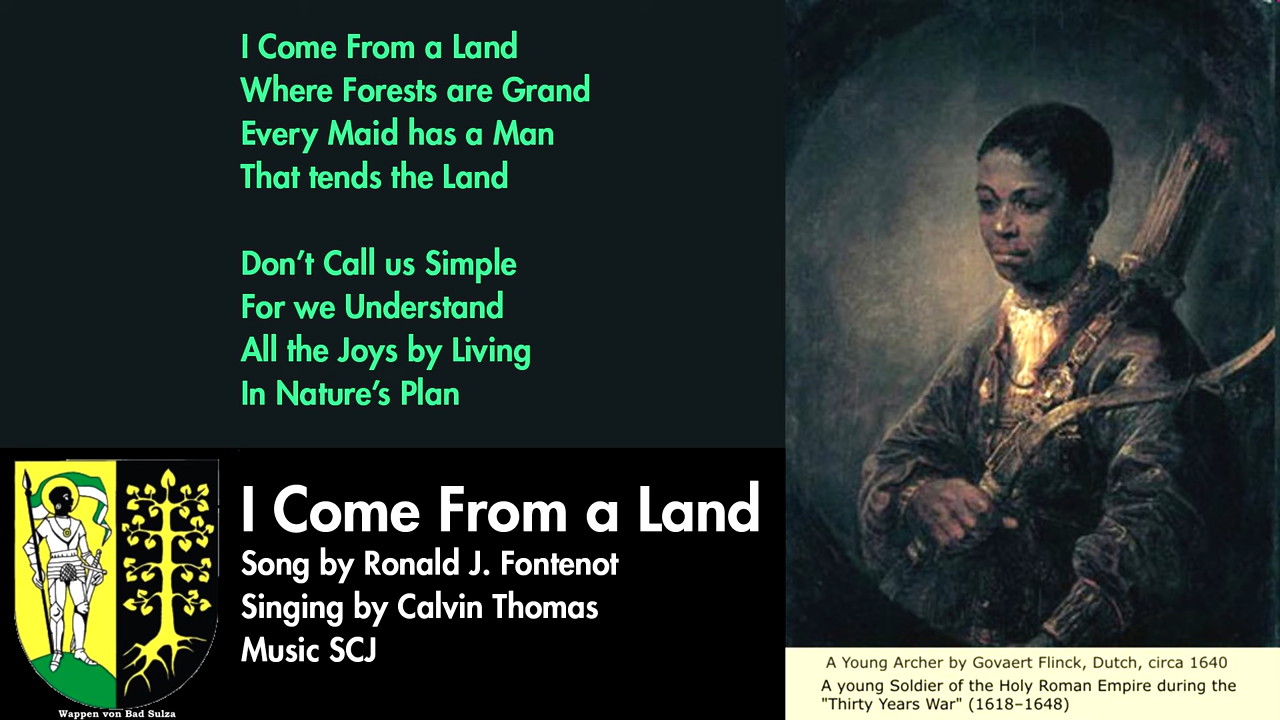 I Come From a Land
Where Forests are Grand
Every Maid has a Man
That tends the Land
Don’t Call us Simple
For we Understand
All the Joys by Living
In Nature’s Plan
I Come From a Land
Song by Ronald J. Fontenot
Singing by Calvin Thomas
Music SCJ
Wappen von Bad Sulza
A Young Archer by Govaert Flinck, Dutch, circa 1640
A young Soldier of the Holy Roman Empire during the
"Thirty Years War" (1618–1648)